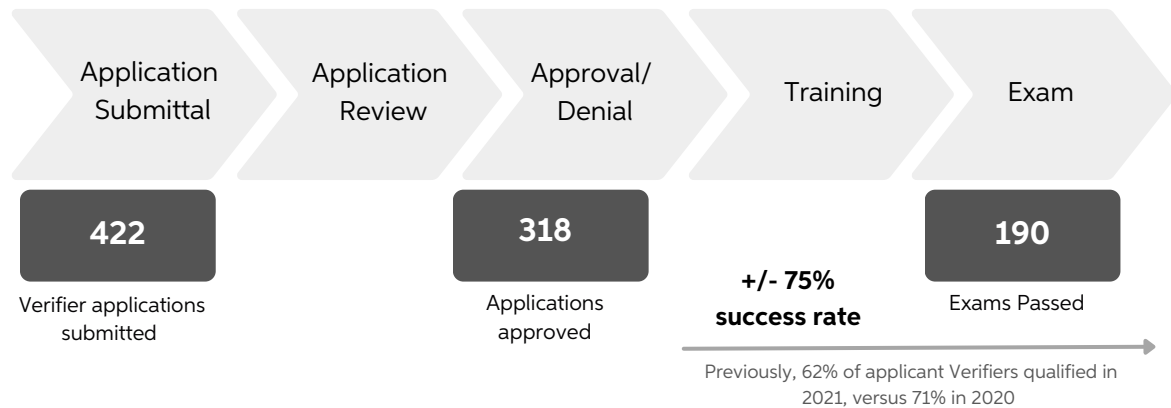 Application
Submittal
Application
Review
Approval/
Denial
Training
Exam
422
Verifier applications
submitted
318
Applications
approved
+/- 75%
success rate
190
Exams Passed
Previously, 62% of applicant Verifiers qualified in
2021, versus 71% in 2020